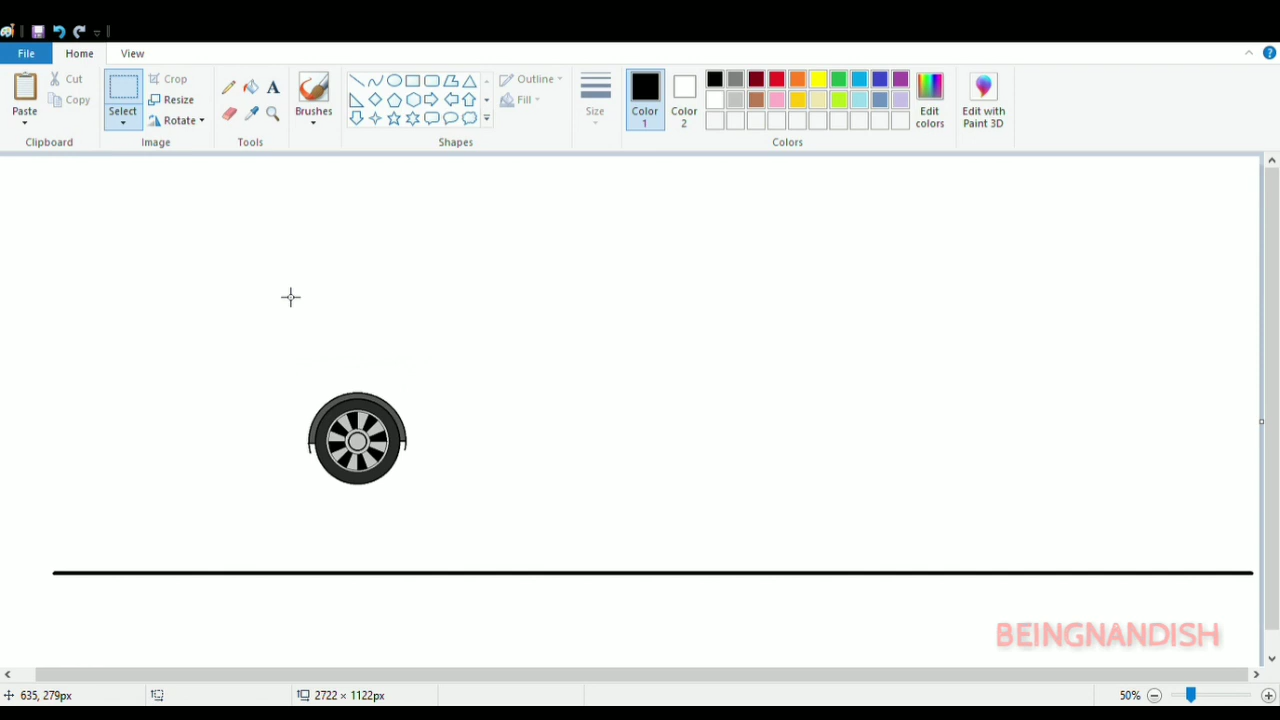 File Home View
Paste
Cut
Copy
Clipboard
Select
Crop
Resize
Rotate
Image
A
Tools
Brushes
Outline
Fill
Shapes
Size
Color 1
Color 2
Edit colors
Colors
Edit with Paint 3D
?
BEINGNANDISH
635, 279px
2722 × 1122px
50%